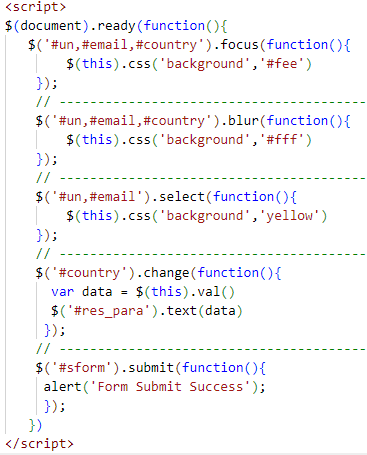 <script>
$(document).ready(function(){
$('#un,#email,#country').focus(function(){
$(this).css('background','#fee')
});
// ----------------------------------------
$('#un,#email,#country').blur(function(){
$(this).css('background','#fff')
});
// ----------------------------------------
$('#un,#email').select(function(){
$(this).css('background','yellow')
});
// ----------------------------------------
$('#country').change(function(){
var data = $(this).val()
$('#res_para').text(data)
});
// ----------------------------------------
$('#sform').submit(function(){
alert('Form Submit Success');
});
})
</script>